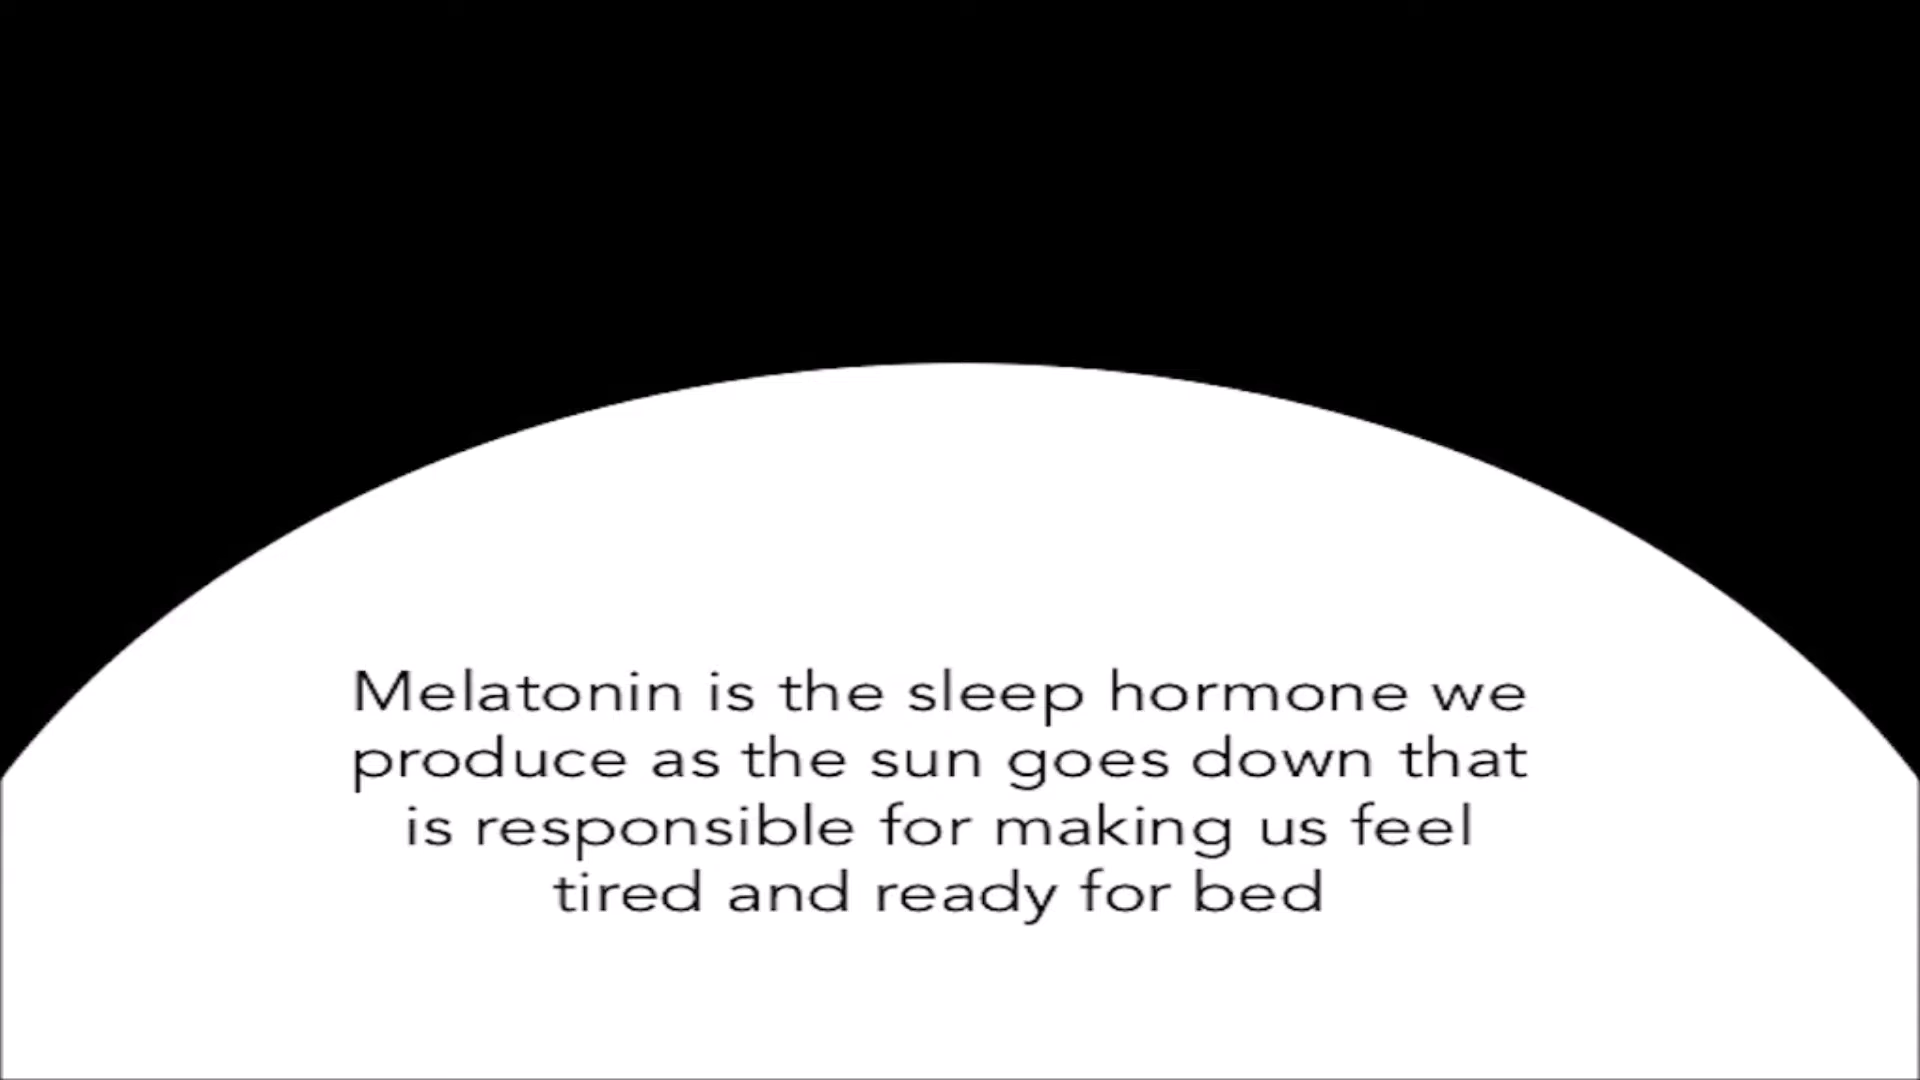 Melatonin is the sleep hormone we
produce as the sun goes down that
is responsible for making us feel
tired and ready for bed